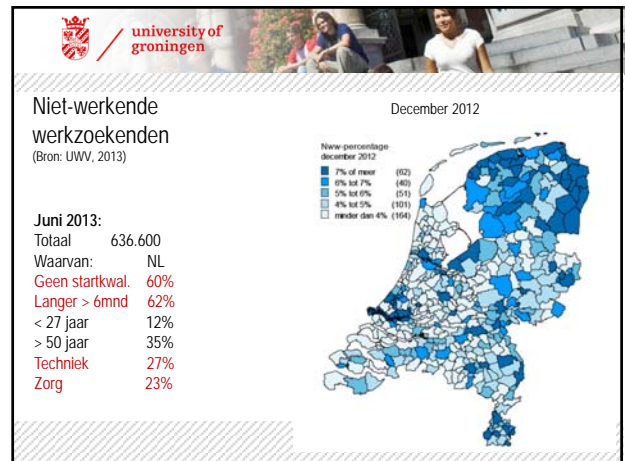 university of
groningen
Niet-werkende
werkzoekenden
(Bron: UWV, 2013)
Juni 2013:
Totaal 636.600
Waarvan: NL
Geen startkwal. 60%
Langer > 6mnd 62%
< 27 jaar 12%
> 50 jaar 35%
Techniek 27%
Zorg 23%
December 2012
Nww-percentage
december 2012
7% of meer (62)
6% tot 7% (40)
5% tot 6% (51)
4% tot 5% (101)
minder dan 4% (164)